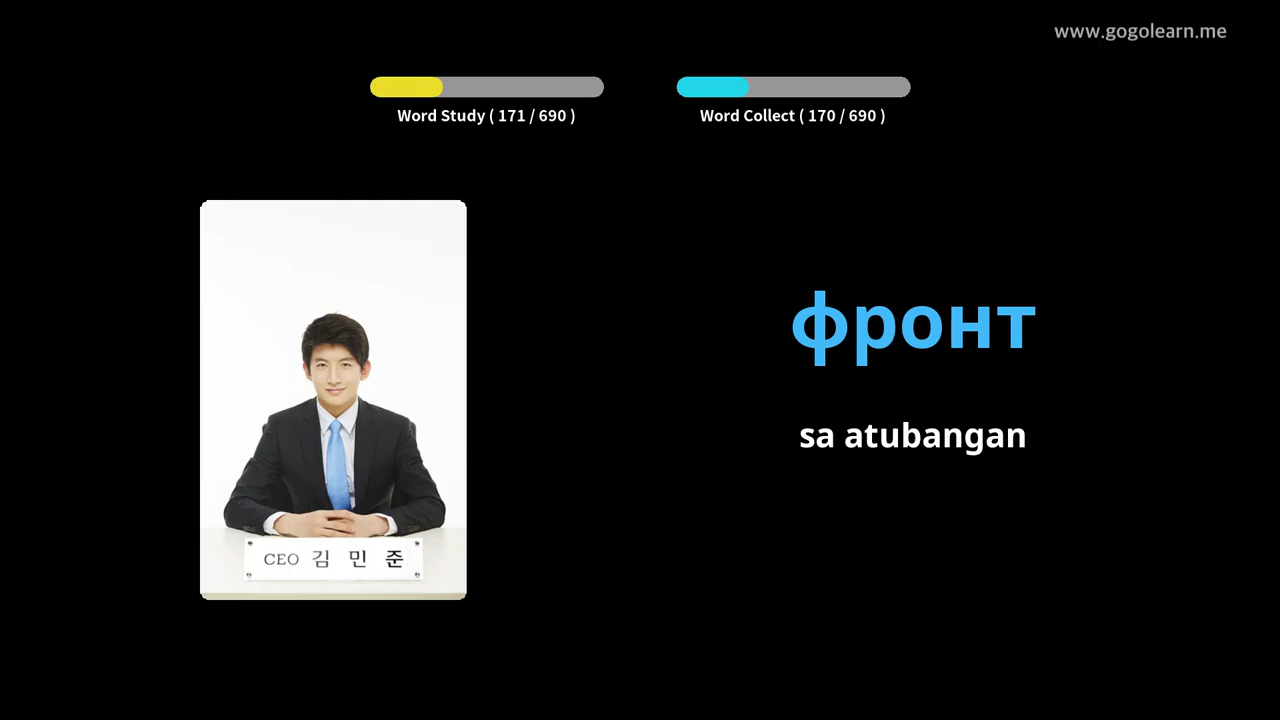 www.gogolearn.me
Word Study ( 171 / 690 )
Word Collect ( 170 / 690 )
фронт
sa atubangan
CEO 김 민 준